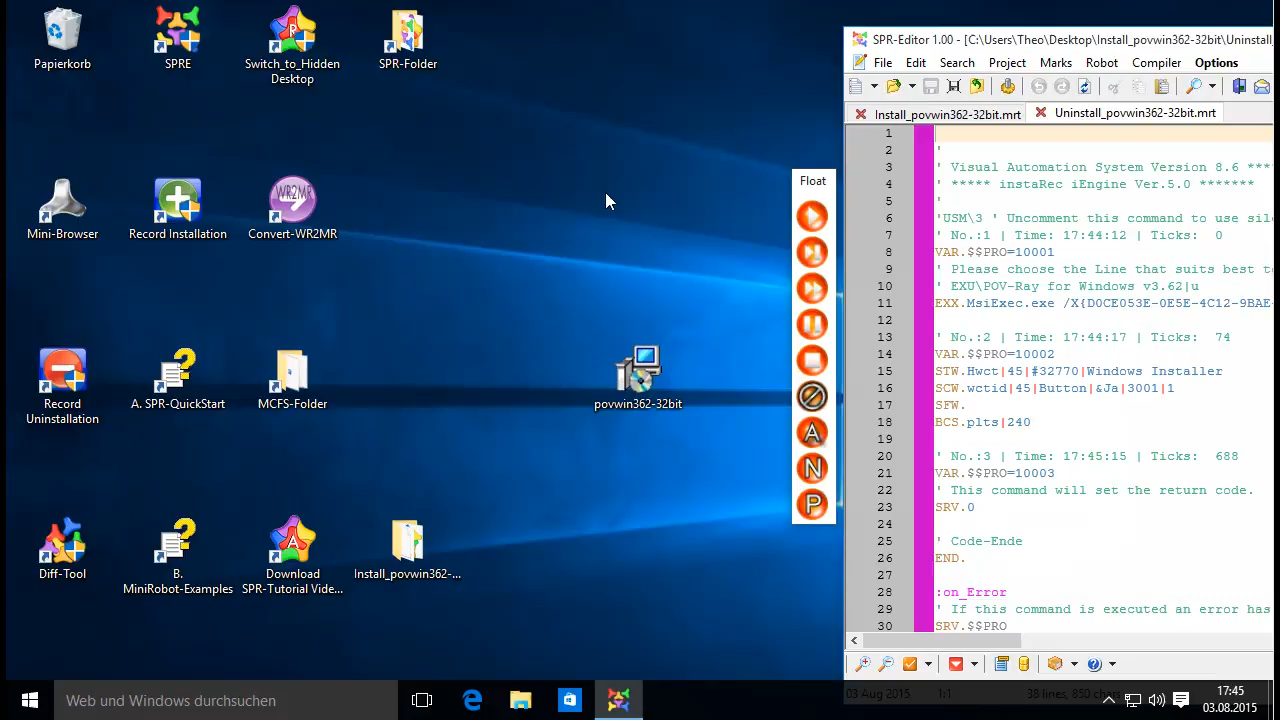 Papierkorb
SPRE
Switch_to_Hidden
Desktop
SPR-Folder
Mini-Browser
Record Installation
WR2MR
Convert-WR2MR
Record
Uninstallation
A. SPR-QuickStart
MCFS-Folder
povwin362-32bit
Diff-Tool
B.
MiniRobot-Examples
Download
SPR-Tutorial Vide...
Install_povwin362-...
Float
A
N
P
SPR-Editor 1.00 - [C:\Users\Theo\Desktop\Install_povwin362-32bit\Uninst
File Edit Search Project Marks Robot Compiler Options
Install_povwin362-32bit.mrt
Uninstall_povwin362-32bit.mrt
1
2 '
3 ' Visual Automation System Version 8.6 ****
4 ' ***** instaRec iEngine Ver.5.0 *******
5 '
6 'USM\3 ' Uncomment this command to use sil
7 ' No.:1 | Time: 17:44:12 | Ticks: 0
8 VAR.$$PRO=10001
9 ' Please choose the Line that suits best t
10 ' EXU\POV-Ray for Windows v3.62|u
11 EXX.MsiExec.exe /X{D0CE053E-0E5E-4C12-9BAE-
12
13 ' No.:2 | Time: 17:44:17 | Ticks: 74
14 VAR.$$PRO=10002
15 STW.Hwct|45|#32770|Windows Installer
16 SCW.wctid|45|Button|&Ja|3001|1
17 SFW.
18 BCS.plts|240
19
20 ' No.:3 | Time: 17:45:15 | Ticks: 688
21 VAR.$$PRO=10003
22 ' This command will set the return code.
23 SRV.0
24
25 ' Code-Ende
26 END.
27
28 :on_Error
29 ' If this command is executed an error has
30 SRV.$$PRO
03 Aug 2015 1:1 38 lines, 850 chars
Web und Windows durchsuchen
17:45
03.08.2015